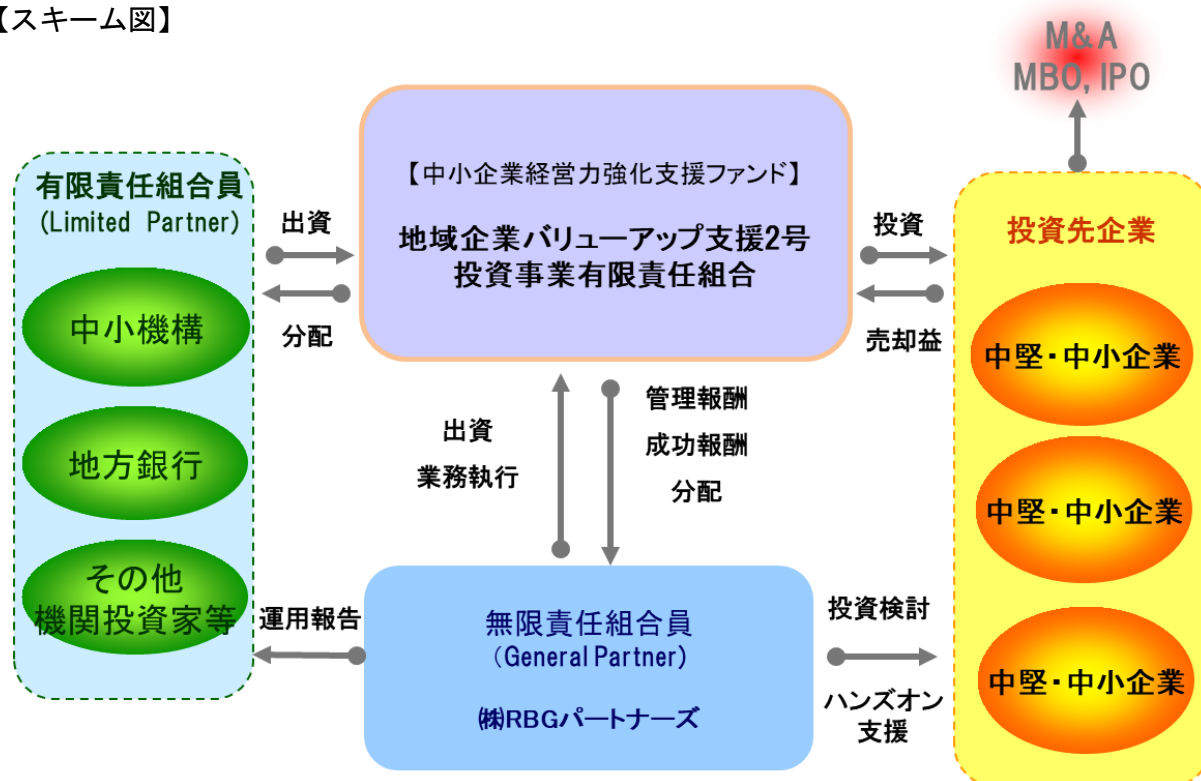 【スキーム図】
M&A
MBO, IPO
有限責任組合員
(Limited Partner)
中小機構
地方銀行
その他
機関投資家等
出資
分配
【中小企業経営力強化支援ファンド】
地域企業バリューアップ支援2号
投資事業有限責任組合
投資
売却益
投資先企業
中堅・中小企業
中堅・中小企業
中堅・中小企業
出資
業務執行
管理報酬
成功報酬
分配
運用報告
無限責任組合員
（General Partner)
㈱RBGパートナーズ
投資検討
ハンズオン
支援